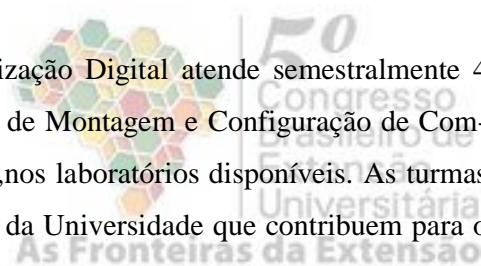 ização Digital atende semestralmente 4
de Montagem e Configuração de Com-
,nos laboratórios disponíveis. As turmas
da Universidade que contribuem para o
5º
Congresso
Brasileiro de
Extensão
Universitária
As Fronteiras da Extensão